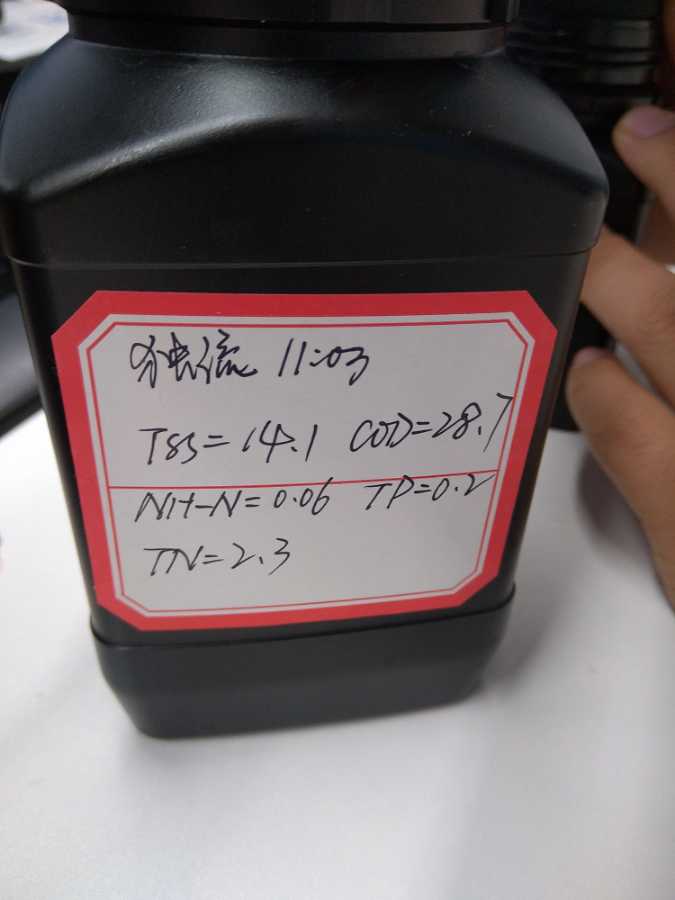 11:03
TSS=14.1 COD=28.7
NH-N=0.06 TP=0.2
TN=2.3